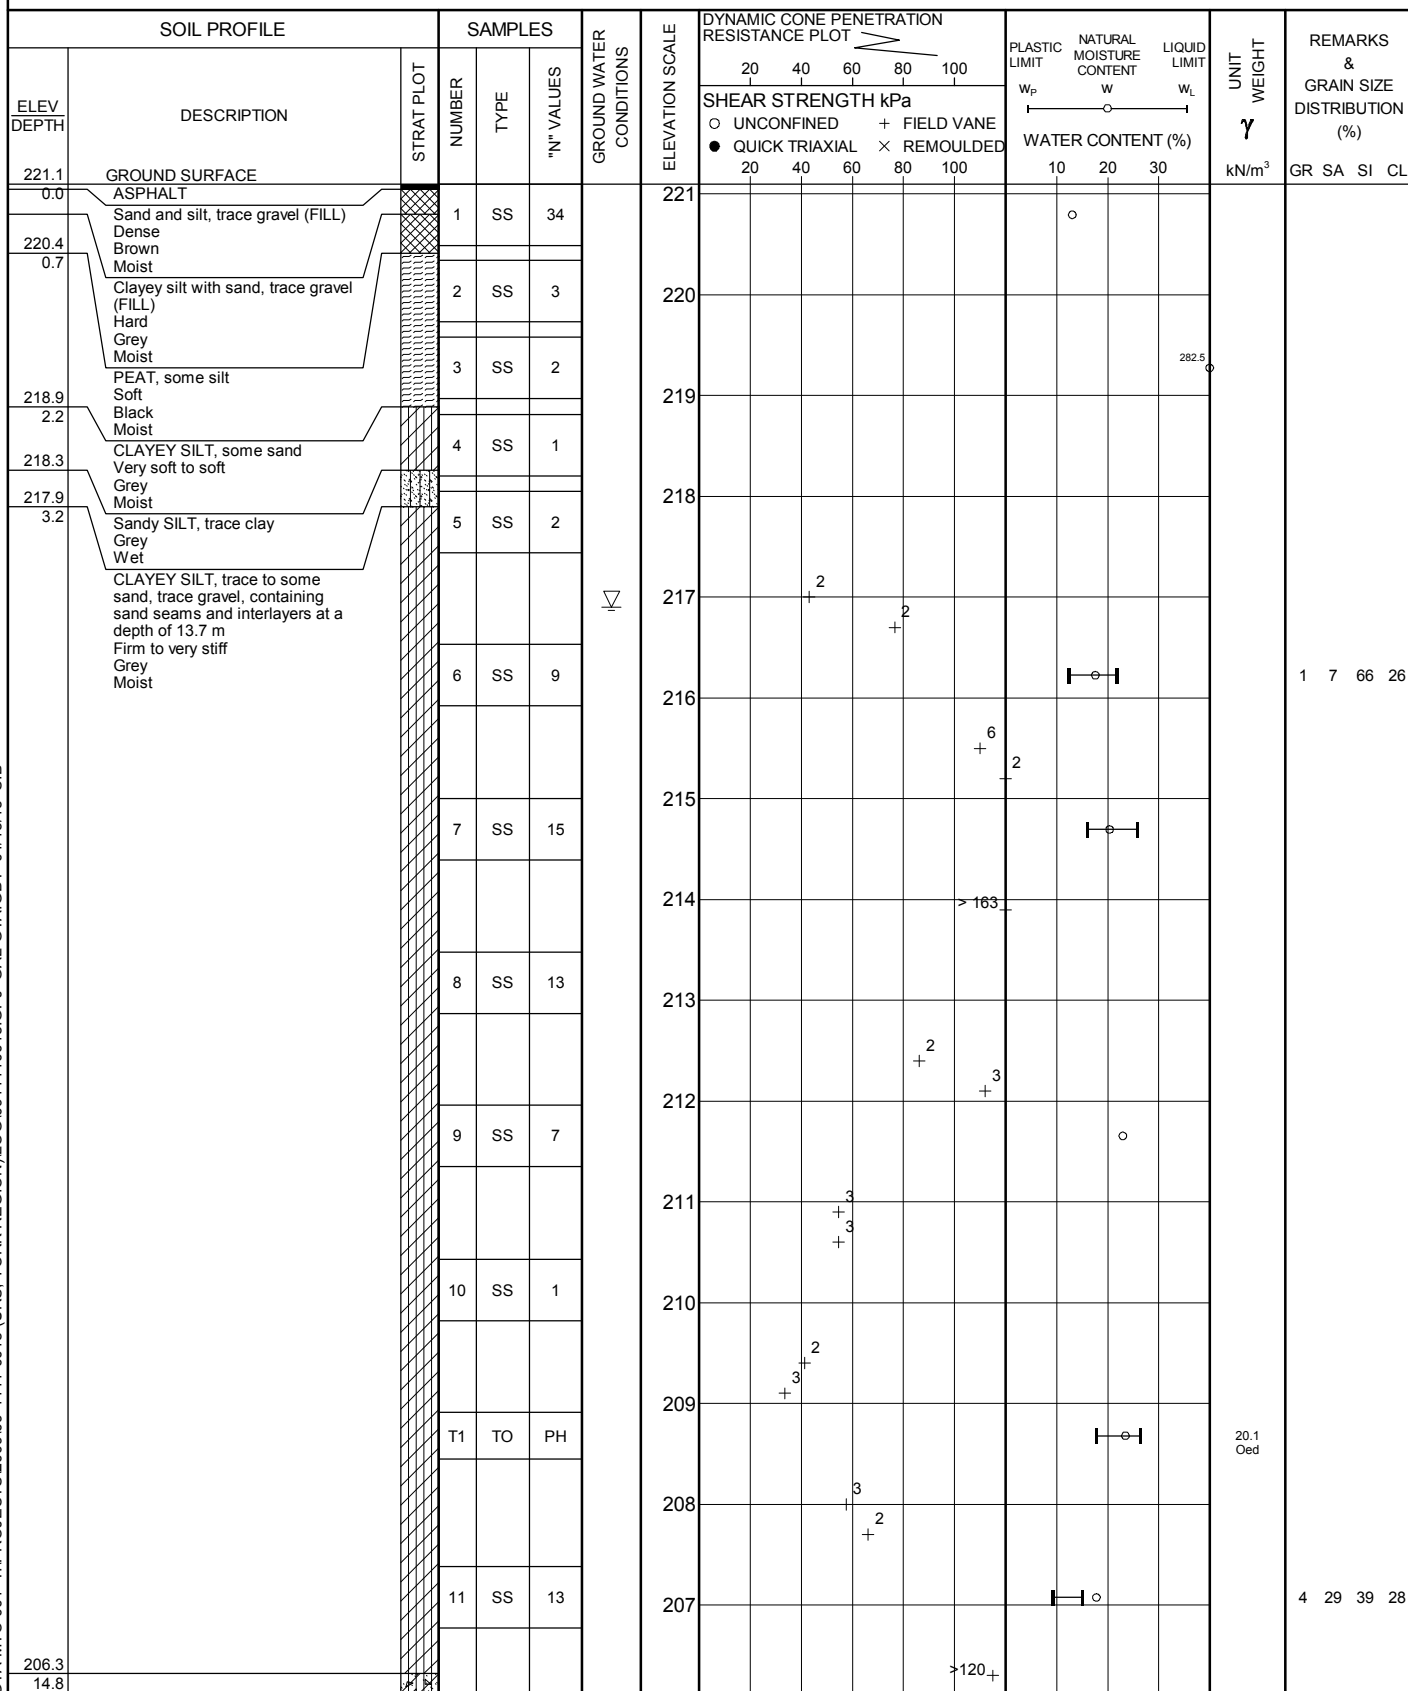 SOIL PROFILE
SAMPLES
GROUND WATER CONDITIONS
ELEVATION SCALE
DYNAMIC CONE PENETRATION
RESISTANCE PLOT
20 40 60 80 100
SHEAR STRENGTH kPa
○ UNCONFINED + FIELD VANE
● QUICK TRIAXIAL × REMOULDED
20 40 60 80 100
PLASTIC LIMIT
NATURAL MOISTURE CONTENT
LIQUID LIMIT
WP W WL
WATER CONTENT (%)
10 20 30
UNIT WEIGHT
γ
kN/m³
REMARKS
&
GRAIN SIZE
DISTRIBUTION
(%)
GR SA SI CL
ELEV
DEPTH
DESCRIPTION
STRAT PLOT
NUMBER
TYPE
"N" VALUES
221.1
GROUND SURFACE
0.0
ASPHALT
Sand and silt, trace gravel (FILL)
Dense
Brown
Moist
220.4
0.7
Clayey silt with sand, trace gravel
(FILL)
Hard
Grey
Moist
PEAT, some silt
Soft
Black
Moist
218.9
2.2
CLAYEY SILT, some sand
Very soft to soft
Grey
Moist
218.3
Sandy SILT, trace clay
Grey
Wet
217.9
3.2
CLAYEY SILT, trace to some
sand, trace gravel, containing
sand seams and interlayers at a
depth of 13.7 m
Firm to very stiff
Grey
Moist
206.3
14.8
1 SS 34
2 SS 3
3 SS 2
4 SS 1
5 SS 2
6 SS 9
7 SS 15
8 SS 13
9 SS 7
10 SS 1
T1 TO PH
11 SS 13
221
220
219
218
217
216
215
214
213
212
211
210
209
208
207
282.5
2
2
6
2
> 163
2
3
3
3
2
3
3
2
>120
1 7 66 26
20.1
Oed
4 29 39 28